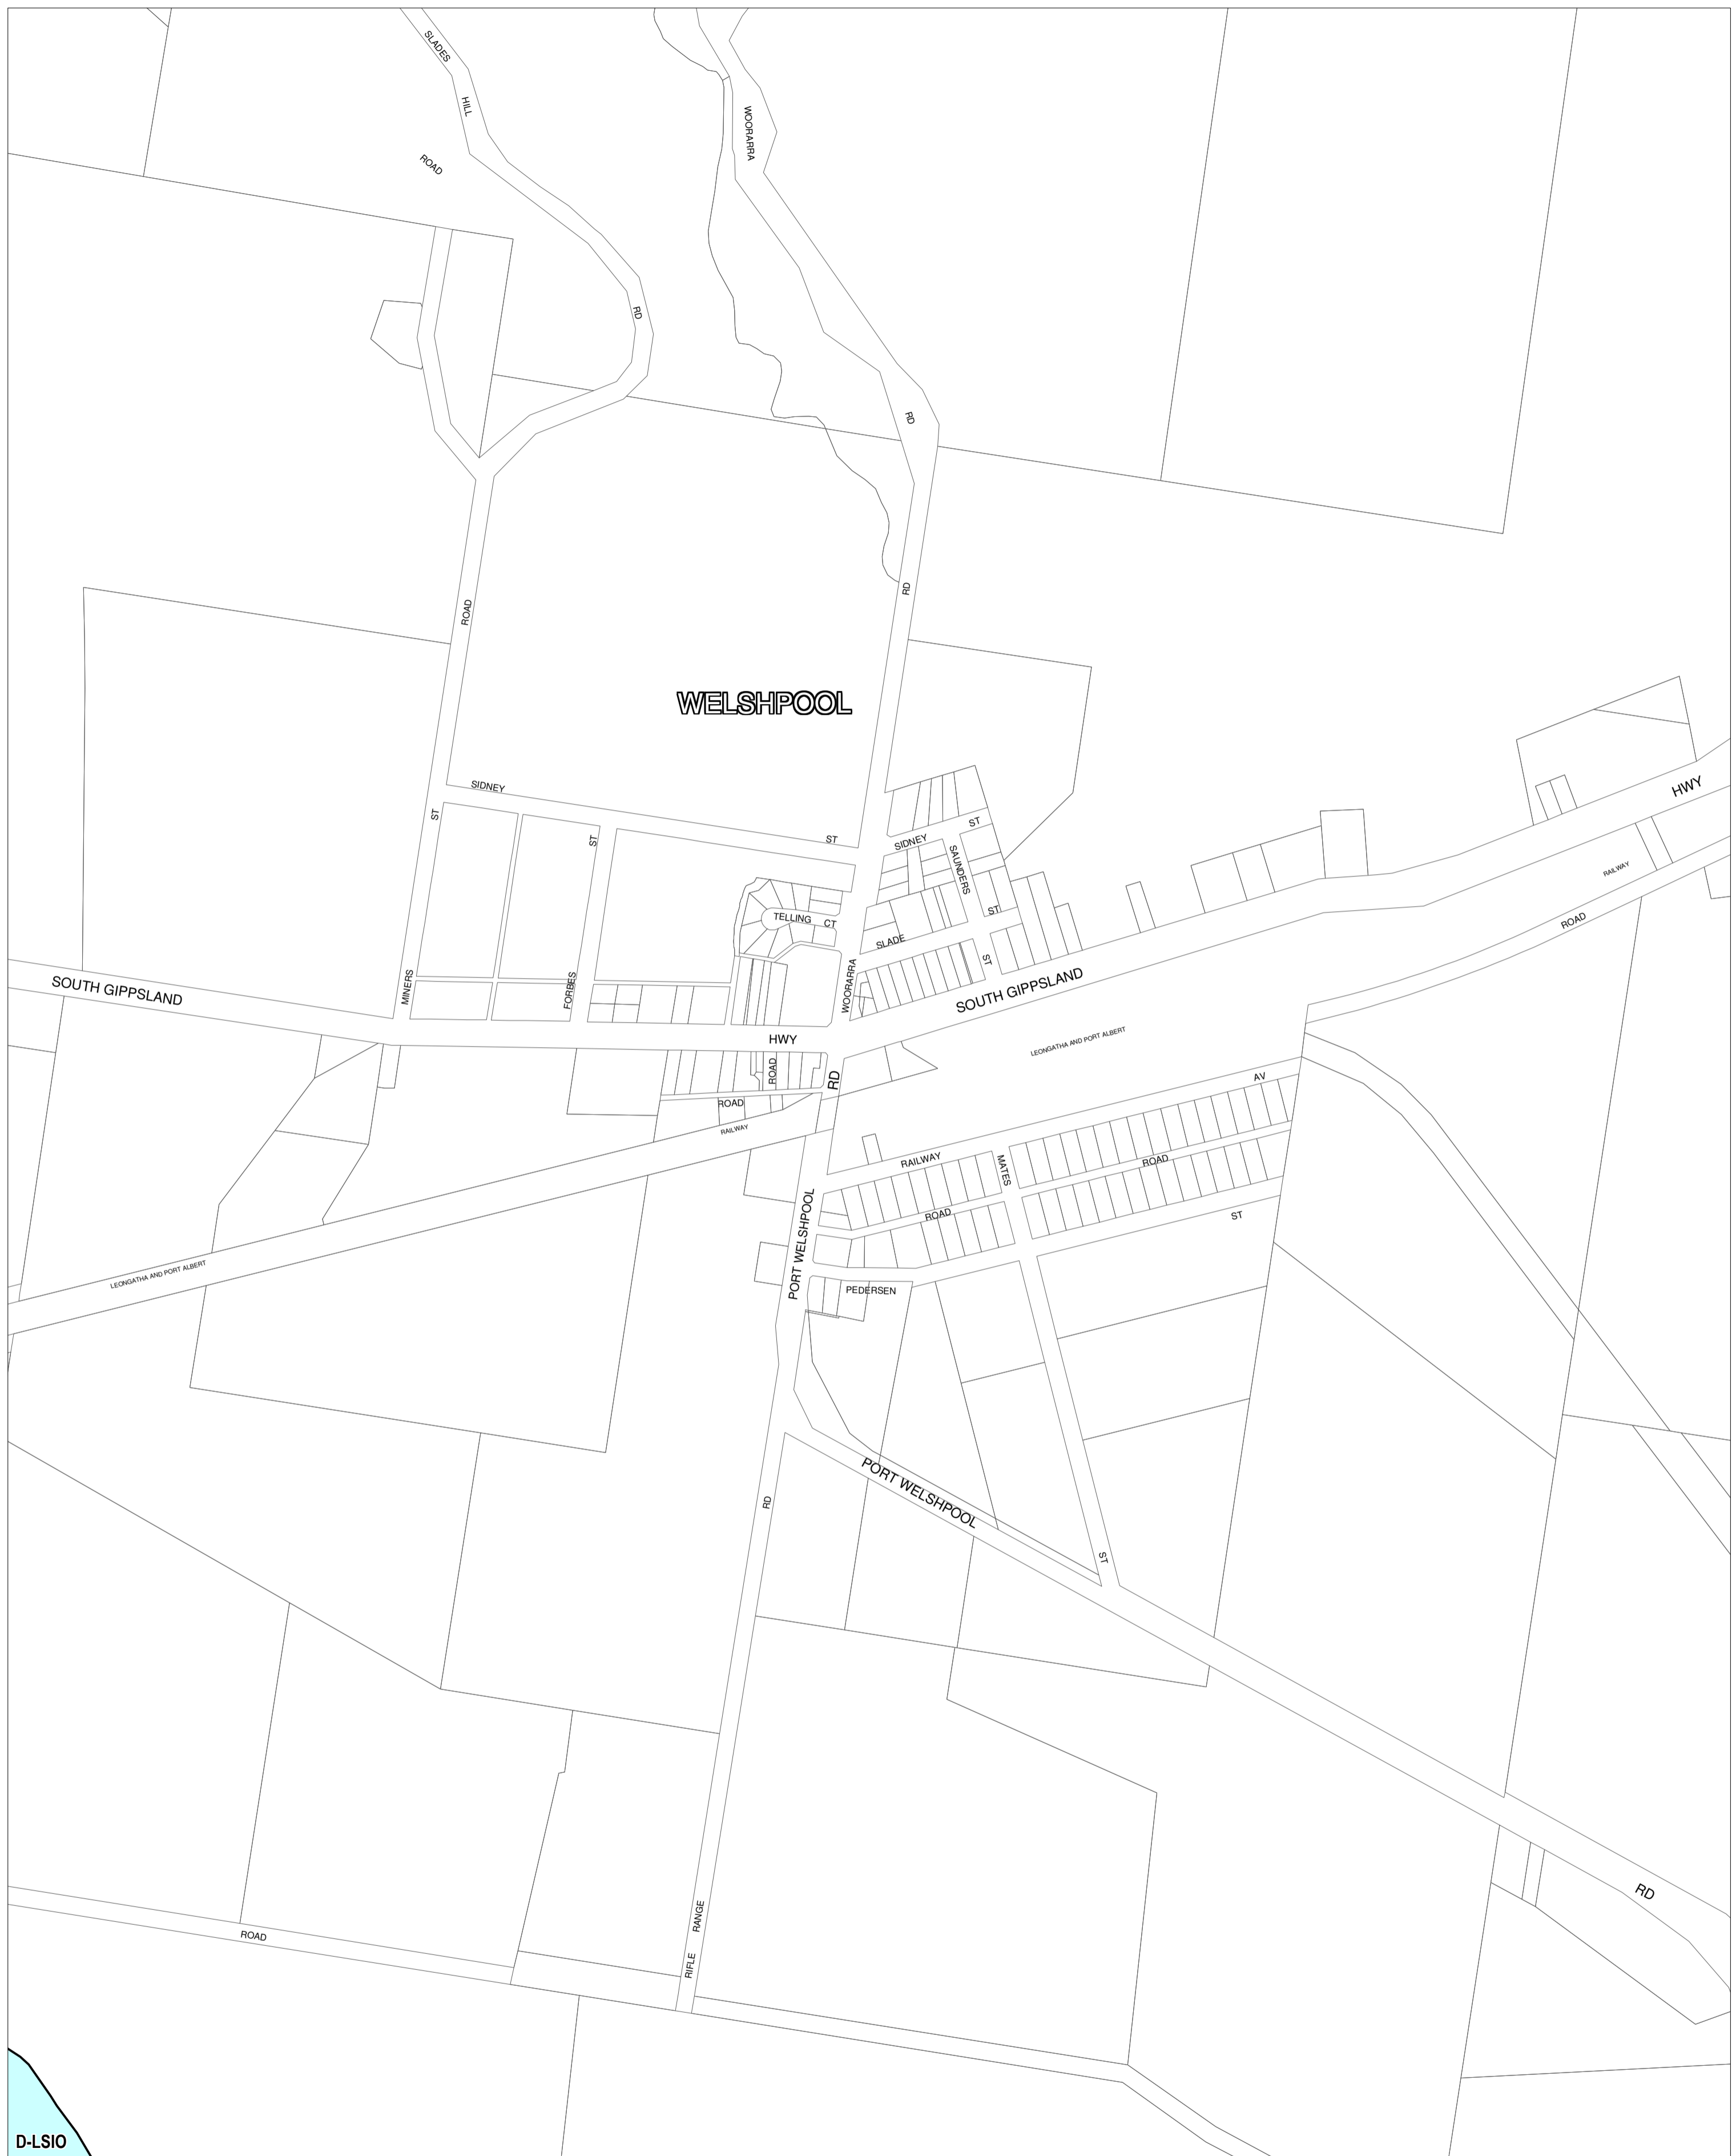 SLADES
HILL
ROAD
WOORARRA
RD
RD
RD
ROAD
WELSHPOOL
HWY
SIDNEY
ST
ST
ST
ST
SIDNEY
SAUNDERS
RAILWAY
ROAD
TELLING
CT
ST
SLADE
ST
MINERS
FORBES
WOORARRA
SOUTH GIPPSLAND
SOUTH GIPPSLAND
HWY
LEONGATHA AND PORT ALBERT
ROAD
RD
AV
ROAD
RAILWAY
RAILWAY
MATES
ROAD
PORT WELSHPOOL
ROAD
ST
LEONGATHA AND PORT ALBERT
PEDERSEN
PORT WELSHPOOL
RD
ST
RD
RANGE
ROAD
RIFLE
D-LSIO